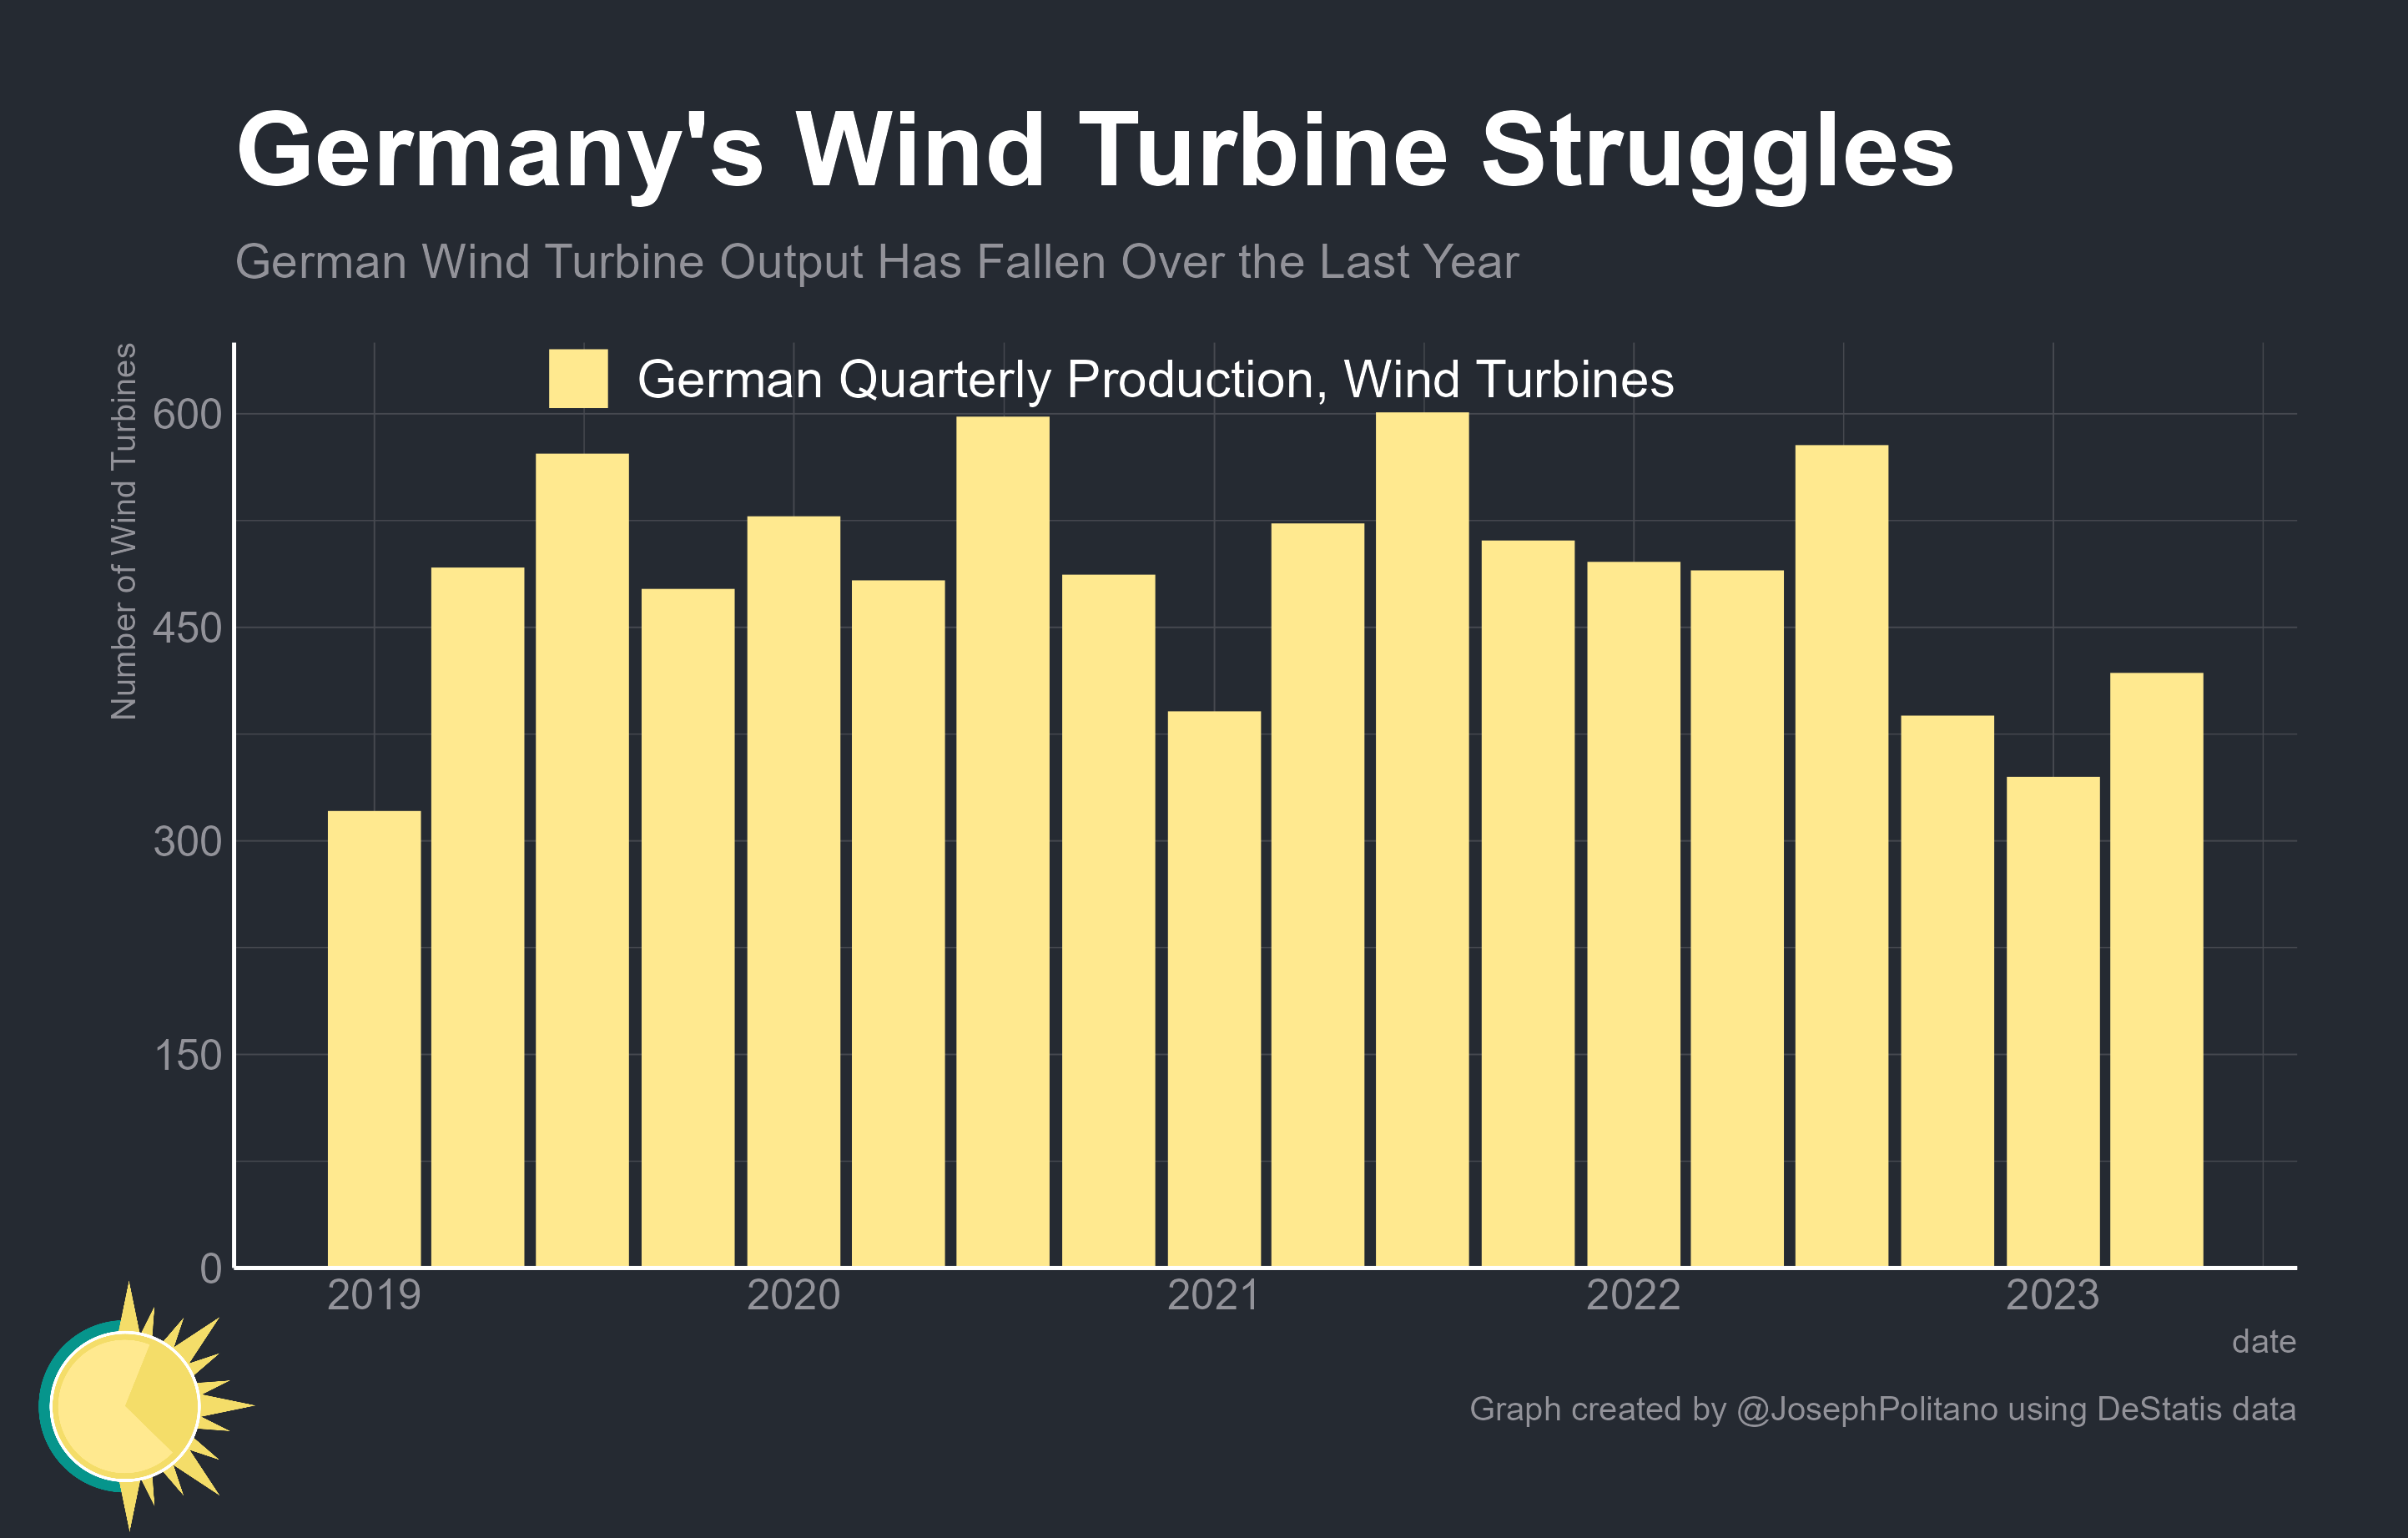 Germany's Wind Turbine Struggles
German Wind Turbine Output Has Fallen Over the Last Year
Number of Wind Turbines
German Quarterly Production, Wind Turbines
600
450
300
150
0
2019 2020 2021 2022 2023
date
Graph created by @JosephPolitano using DeStatis data